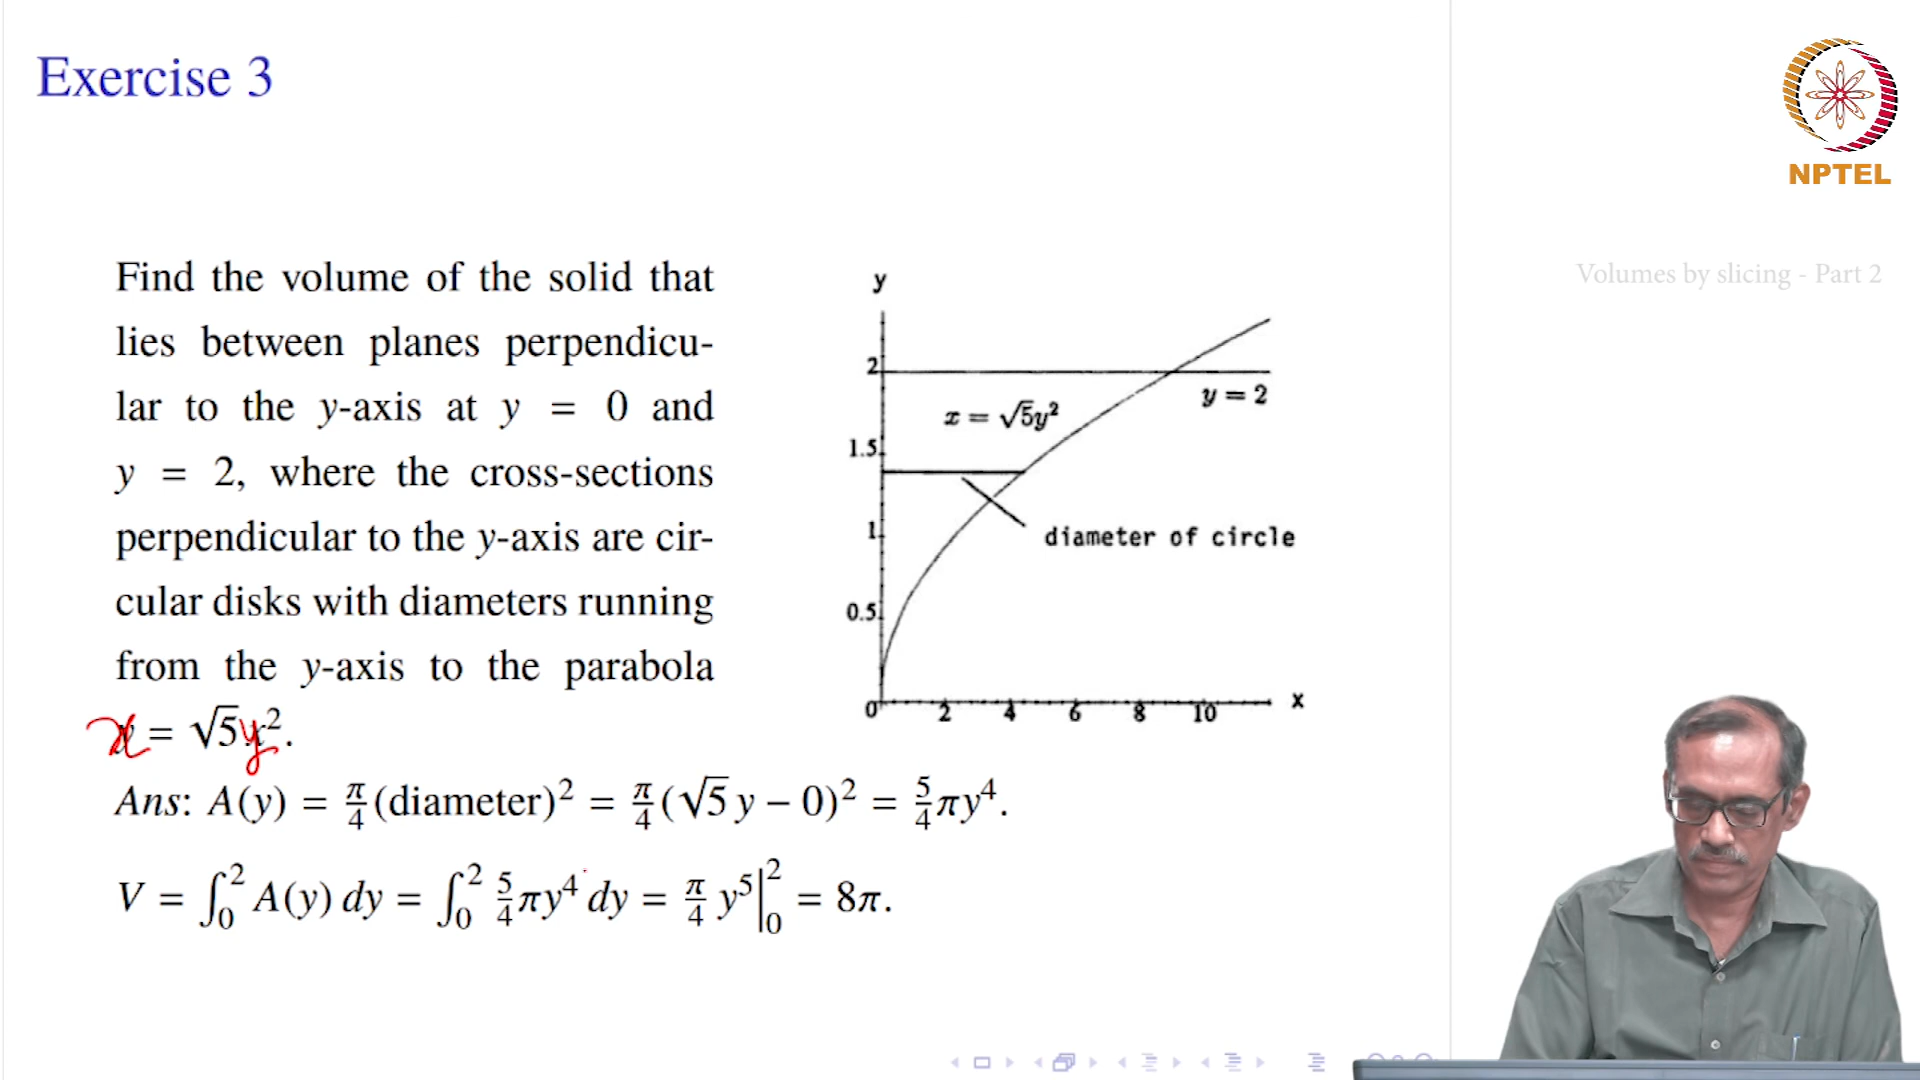 Exercise 3
NPTEL
Volumes by slicing - Part 2
Find the volume of the solid that
lies between planes perpendicu-
lar to the y-axis at y = 0 and
y = 2, where the cross-sections
perpendicular to the y-axis are cir-
cular disks with diameters running
from the y-axis to the parabola
x = √5y².
Ans: A(y) = π/4 (diameter)² = π/4 (√5 y − 0)² = 5/4 πy⁴.
V = ∫₀² A(y) dy = ∫₀² 5/4 πy⁴ dy = π/4 y⁵|₀² = 8π.
y
2
y = 2
x = √5y²
1.5
1
diameter of circle
0.5
0 2 4 6 8 10 x